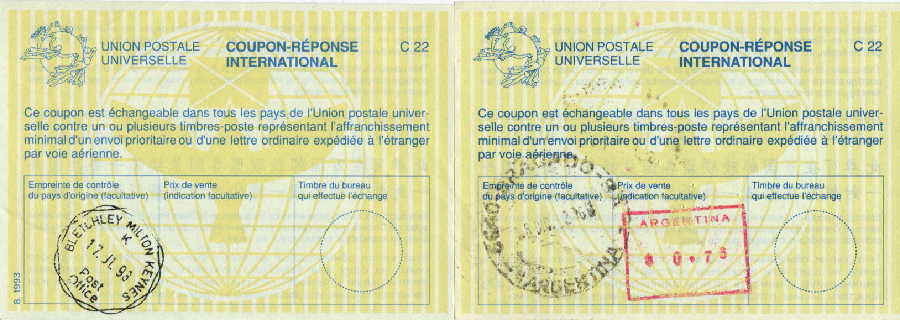 UNION POSTALE
UNIVERSELLE
COUPON-RÉPONSE
INTERNATIONAL
C 22
Ce coupon est échangeable dans tous les pays de l'Union postale univer-
selle contre un ou plusieurs timbres-poste représentant l'affranchissement
minimal d'un envoi prioritaire ou d'une lettre ordinaire expédiée à l'étranger
par voie aérienne.
Empreinte de contrôle
du pays d'origine (facultative)
Prix de vente
(indication facultative)
Timbre du bureau
qui effectue l'échange
BLETCHLEY MILTON KEYNES
K
17. JL 93
Post
Office
8. 1993
UNION POSTALE
UNIVERSELLE
COUPON-RÉPONSE
INTERNATIONAL
C 22
Ce coupon est échangeable dans tous les pays de l'Union postale univer-
selle contre un ou plusieurs timbres-poste représentant l'affranchissement
minimal d'un envoi prioritaire ou d'une lettre ordinaire expédiée à l'étranger
par voie aérienne.
Empreinte de contrôle
du pays d'origine (facultative)
Prix de vente
(indication facultative)
Timbre du bureau
qui effectue l'échange
ARGENTINA
ARGENTINA
0.75